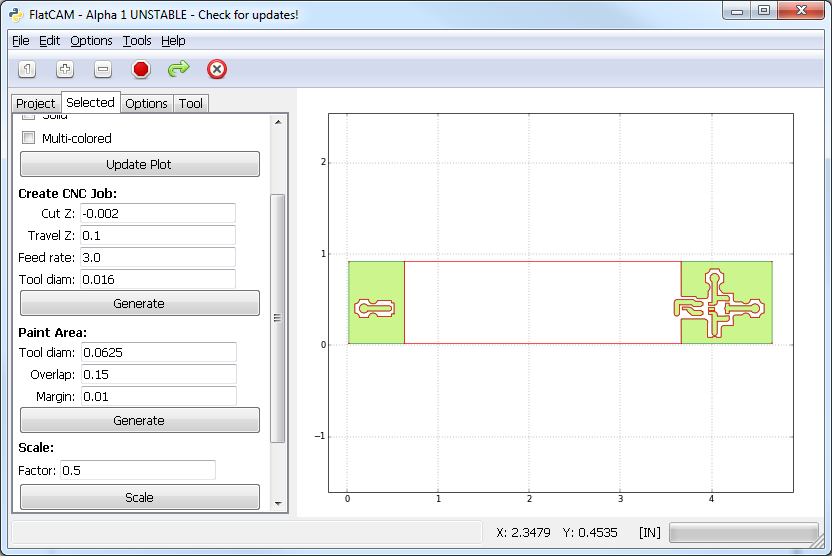 FlatCAM - Alpha 1 UNSTABLE - Check for updates!
File Edit Options Tools Help
1
Project Selected Options Tool
Solid
Multi-colored
Update Plot
Create CNC Job:
Cut Z: -0.002
Travel Z: 0.1
Feed rate: 3.0
Tool diam: 0.016
Generate
Paint Area:
Tool diam: 0.0625
Overlap: 0.15
Margin: 0.01
Generate
Scale:
Factor: 0.5
Scale
2
1
0
−1
0 1 2 3 4
X: 2.3479 Y: 0.4535 [IN]